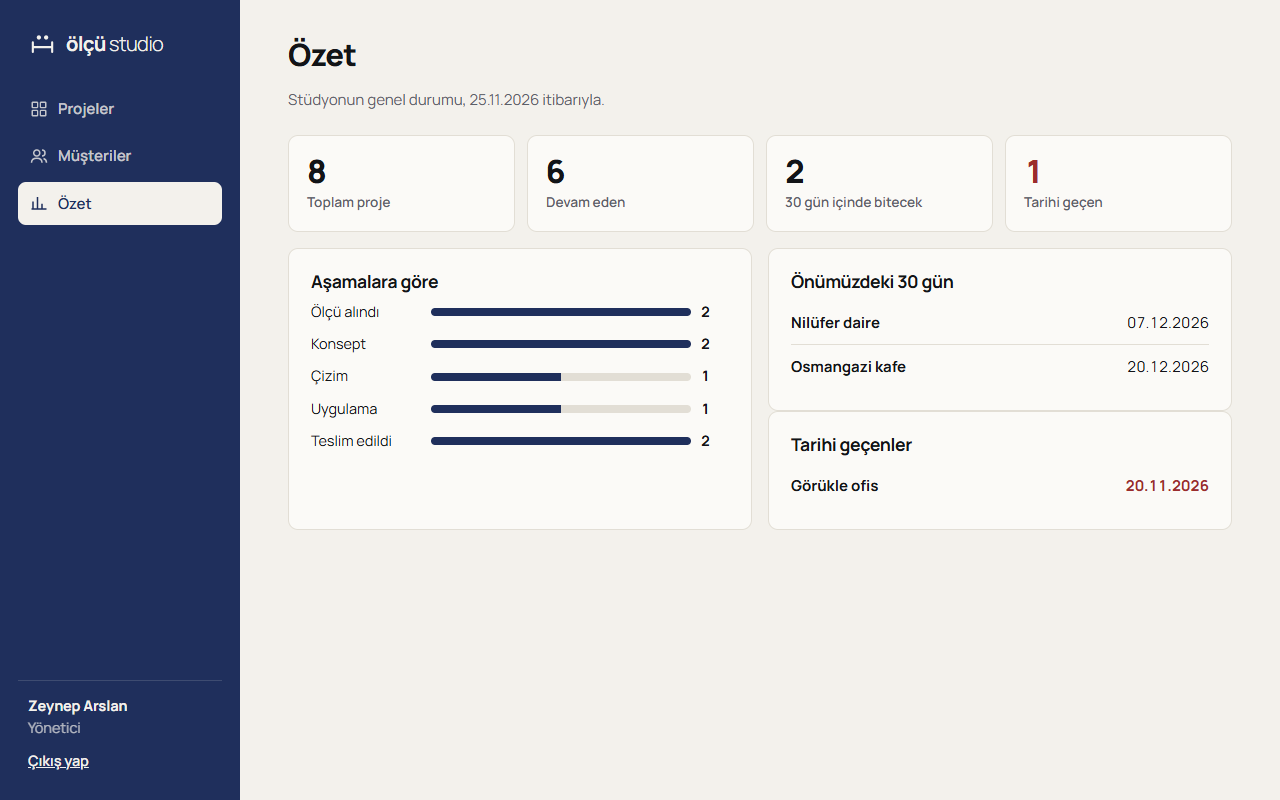 ölçü studio
Projeler
Müşteriler
Özet
Zeynep Arslan
Yönetici
Çıkış yap
Özet
Stüdyonun genel durumu, 25.11.2026 itibarıyla.
8
Toplam proje
6
Devam eden
2
30 gün içinde bitecek
1
Tarihi geçen
Aşamalara göre
Ölçü alındı 2
Konsept 2
Çizim 1
Uygulama 1
Teslim edildi 2
Önümüzdeki 30 gün
Nilüfer daire 07.12.2026
Osmangazi kafe 20.12.2026
Tarihi geçenler
Görükle ofis 20.11.2026